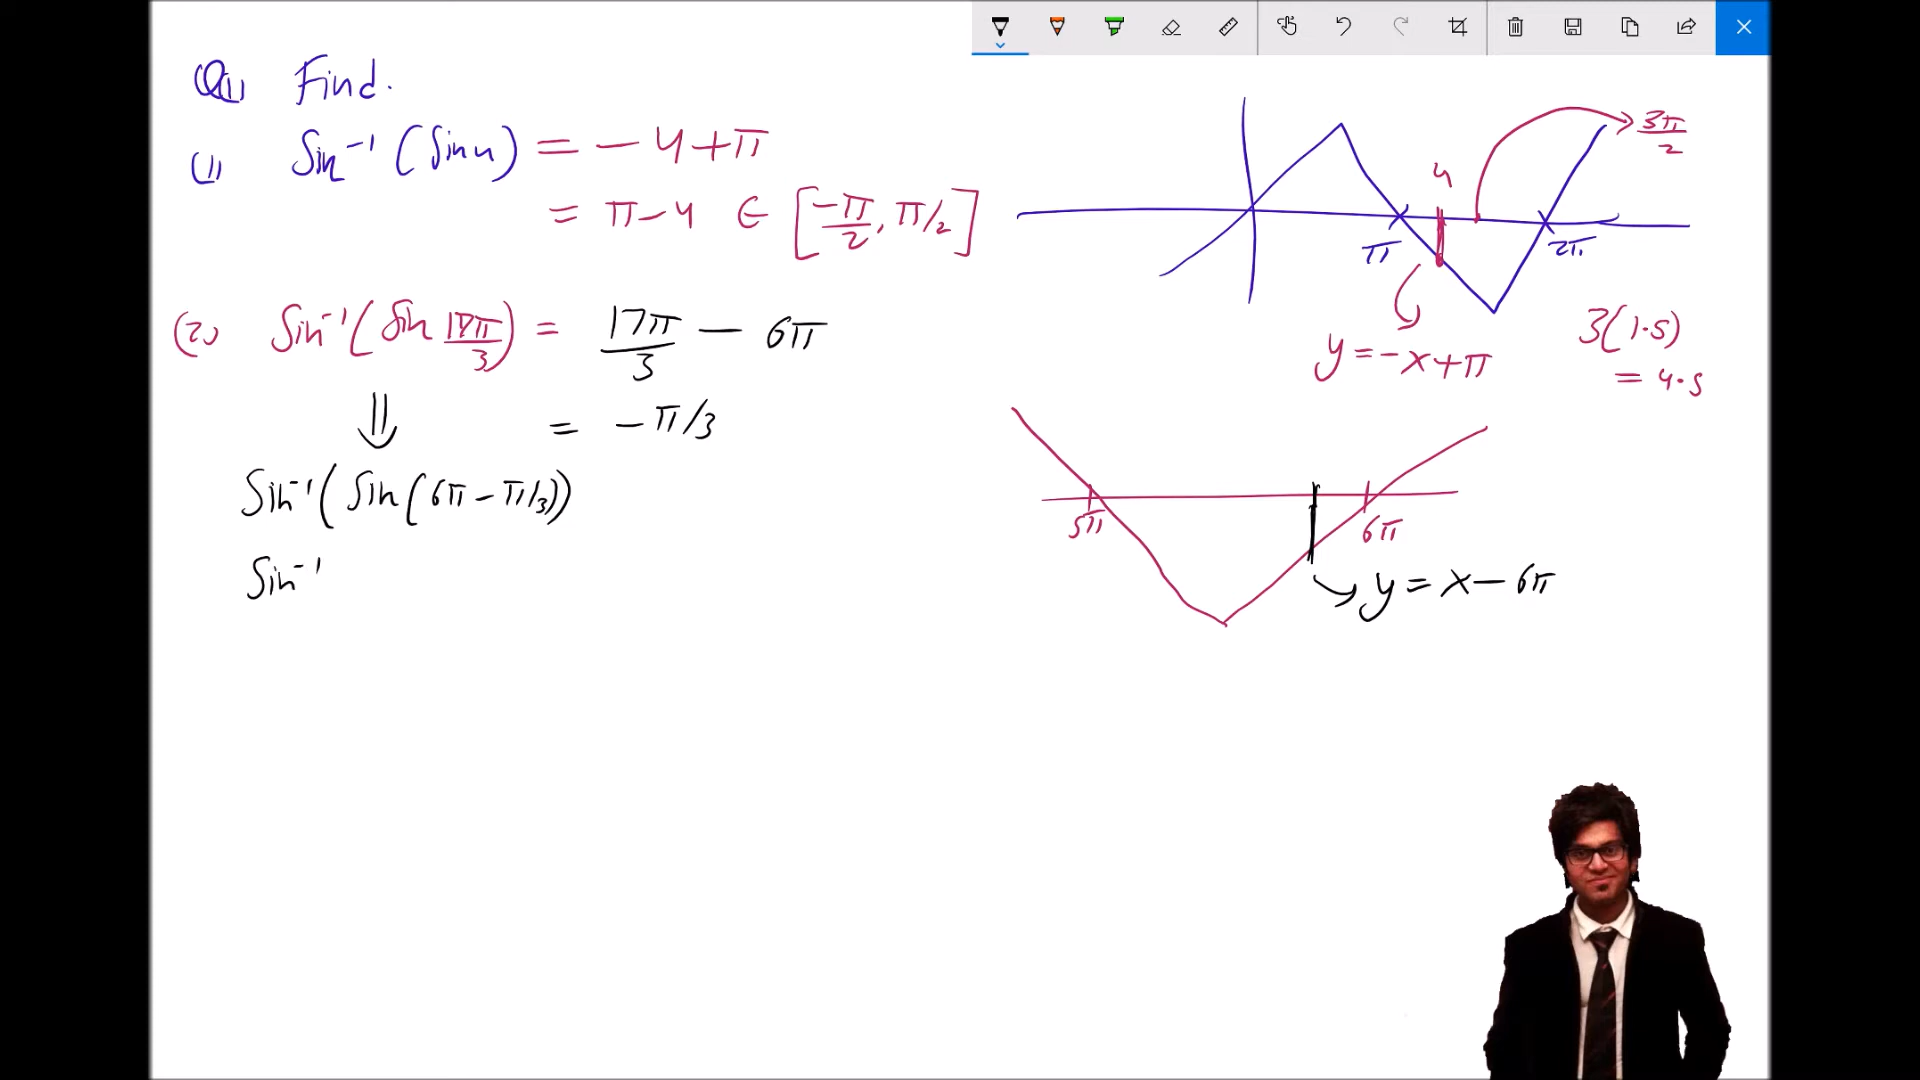 Q1) Find.
(1) Sin⁻¹ (Sin 4) = - 4 + π
= π - 4 ∈ [-π/2, π/2]
(2) Sin⁻¹ (Sin 17π/3) = 17π/3 - 6π
= - π/3
⇓
Sin⁻¹ (Sin (6π - π/3))
Sin⁻¹
3π/2
4
π
2π
y = -x + π
3(1.5)
= 4.5
5π
6π
y = x - 6π